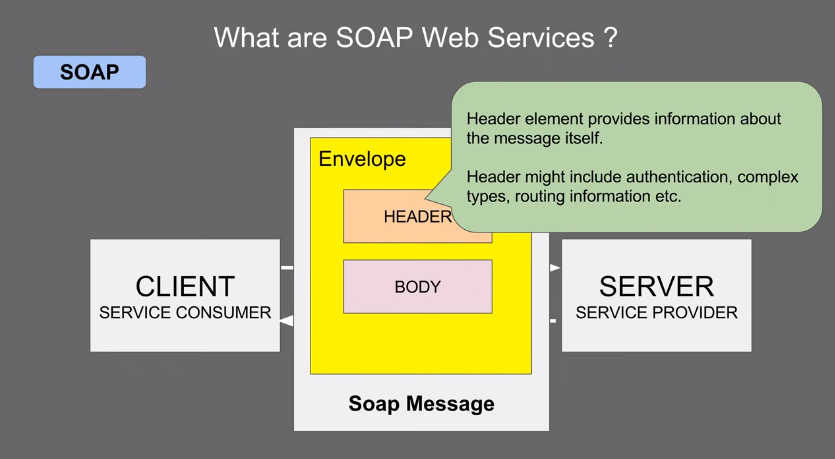 What are SOAP Web Services ?
SOAP
Header element provides information about
the message itself.
Header might include authentication, complex
types, routing information etc.
Envelope
HEADER
BODY
CLIENT
SERVICE CONSUMER
SERVER
SERVICE PROVIDER
Soap Message